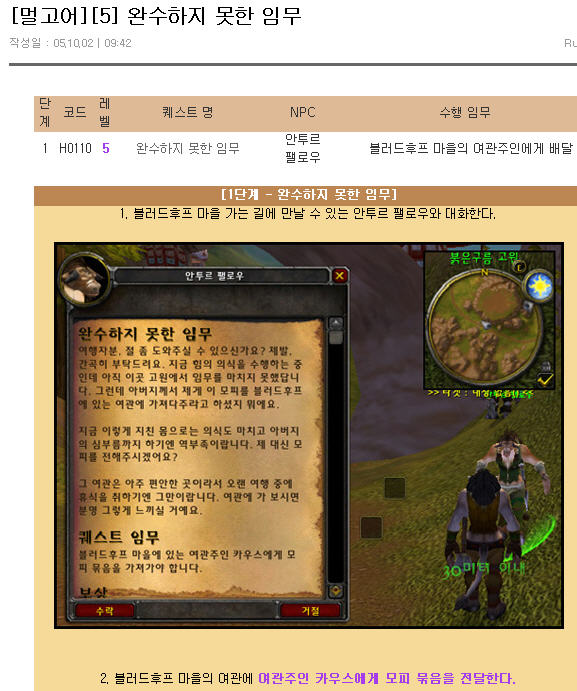 [멀고어][5] 완수하지 못한 임무
작성일 : 05.10.02 | 09:42
Ru
단계 코드 레벨 퀘스트 명 NPC 수행 임무
1 H0110 5 완수하지 못한 임무 안투르 팰로우 블러드후프 마을의 여관주인에게 배달
[1단계 - 완수하지 못한 임무]
1. 블러드후프 마을 가는 길에 만날 수 있는 안투르 팰로우와 대화한다.
안투르 팰로우
붉은구름 고원
N
완수하지 못한 임무
여행자분, 절 좀 도와주실 수 있으신가요? 제발,
간곡히 부탁드려요. 지금 힘의 의식을 수행하는 중
인데 아직 이곳 고원에서 임무를 마치지 못했답니
다. 그런데 아버지께서 제게 이 모피를 블러드후프
에 있는 여관에 가져다주라고 하셨지 뭐에요.
지금 이렇게 지친 몸으로는 의식도 마치고 아버지
의 심부름까지 하기엔 역부족이랍니다. 제 대신 모
피를 전해주시겠어요?
그 여관은 아주 편안한 곳이라서 오랜 여행 중에
휴식을 취하기엔 그만이랍니다. 여관에 가 보시면
분명 그렇게 느끼실 거에요.
퀘스트 임무
블러드후프 마을에 있는 여관주인 카우스에게 모
피 묶음을 가져가야 합니다.
보상
수락 거절
30미터 이내
2. 블러드후프 마을의 여관에 여관주인 카우스에게 모피 묶음을 전달한다.